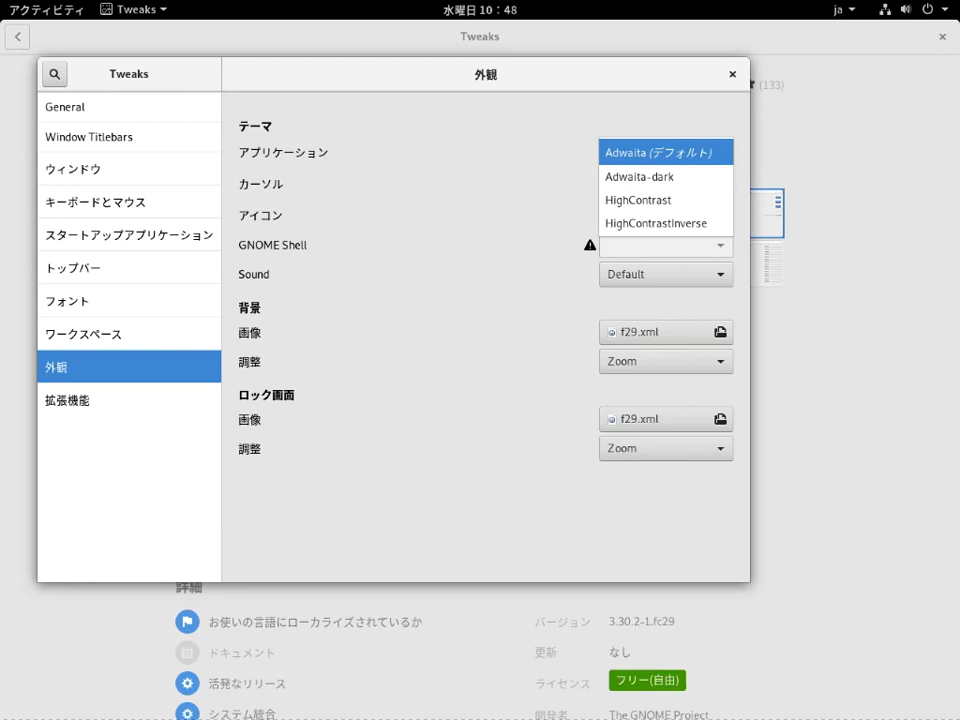 アクティビティ Tweaks 水曜日 10：48 ja
Tweaks
Tweaks 外観
(133)
General
Window Titlebars
ウィンドウ
キーボードとマウス
スタートアップアプリケーション
トップバー
フォント
ワークスペース
外観
拡張機能
テーマ
アプリケーション
Adwaita (デフォルト)
Adwaita-dark
HighContrast
HighContrastInverse
カーソル
アイコン
GNOME Shell
Sound Default
背景
画像 f29.xml
調整 Zoom
ロック画面
画像 f29.xml
調整 Zoom
詳細
お使いの言語にローカライズされているか バージョン 3.30.2-1.fc29
ドキュメント 更新 なし
活発なリリース ライセンス フリー(自由)
システム統合 開発者 The GNOME Project